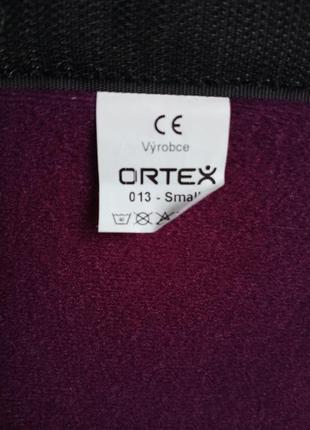 CE
Výrobce
ORTEX
013 - Small